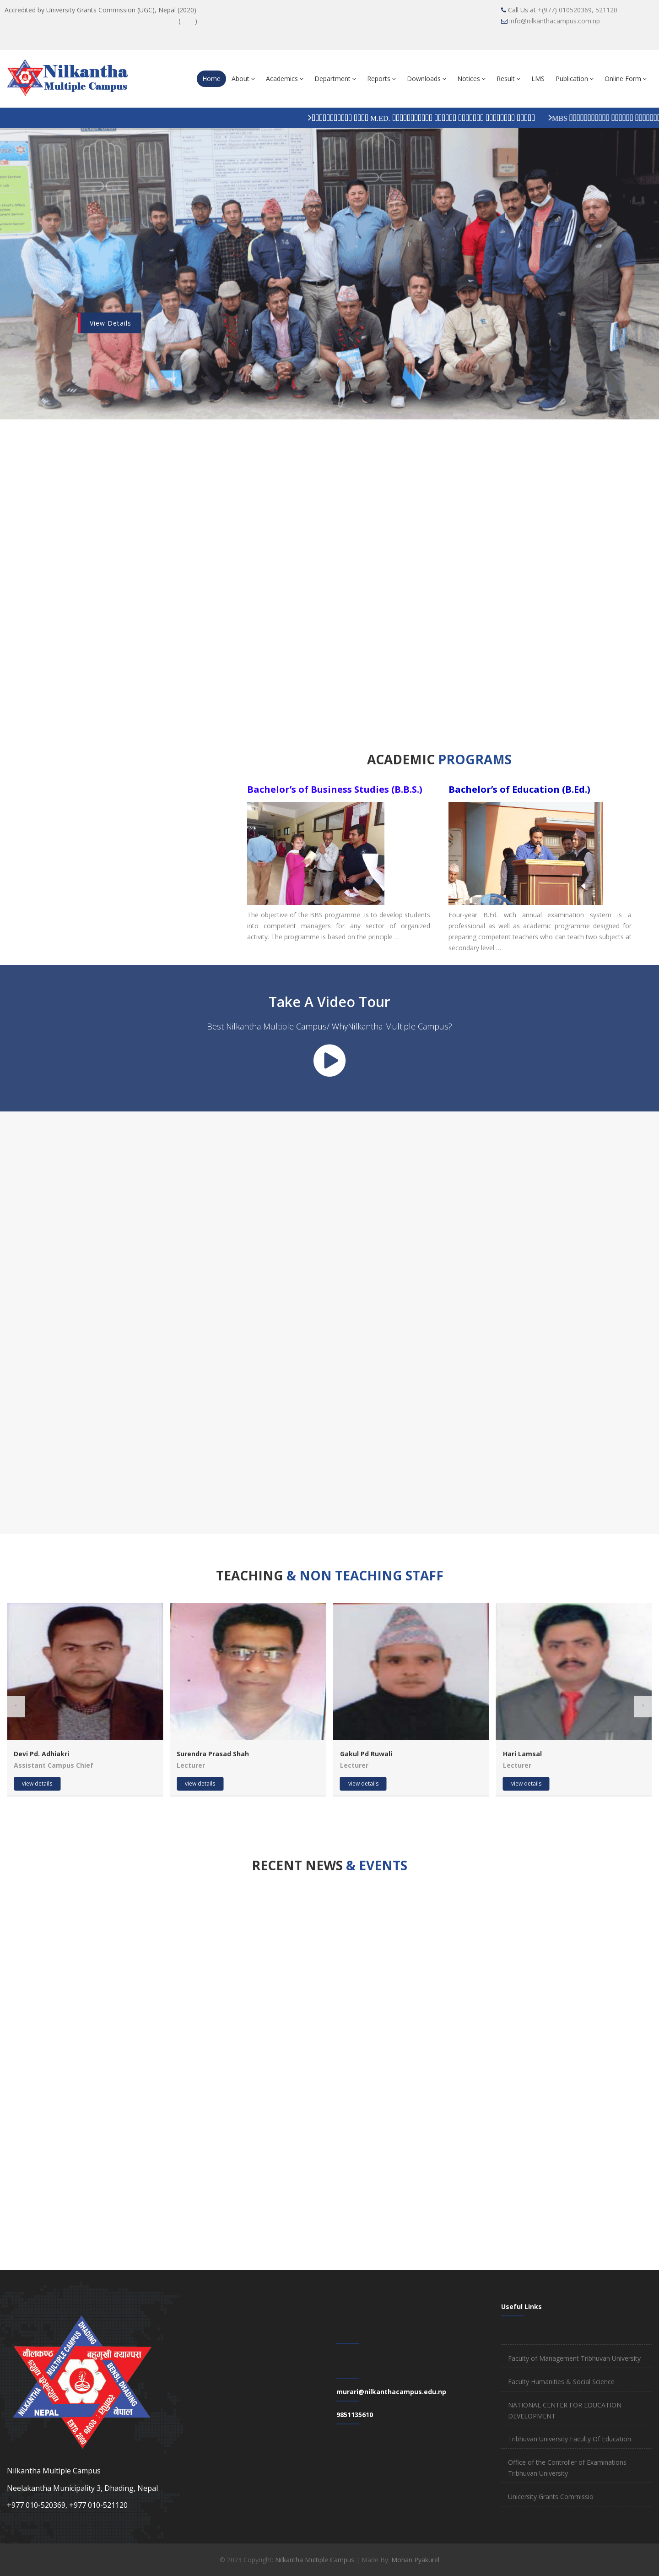 Accredited by University Grants Commission (UGC), Nepal (2020)
( )
Call Us at +(977) 010520369, 521120
info@nilkanthacampus.com.np
Nilkantha
Multiple Campus
Home
About
Academics
Department
Reports
Downloads
Notices
Result
LMS
Publication
Online Form
M.ED.
MBS
View Details
ACADEMIC PROGRAMS
Bachelor's of Business Studies (B.B.S.)
The objective of the BBS programme is to develop students
into competent managers for any sector of organized
activity. The programme is based on the principle ...
Bachelor's of Education (B.Ed.)
Four-year B.Ed. with annual examination system is a
professional as well as academic programme designed for
preparing competent teachers who can teach two subjects at
secondary level ...
Take A Video Tour
Best Nilkantha Multiple Campus/ WhyNilkantha Multiple Campus?
TEACHING & NON TEACHING STAFF
Devi Pd. Adhiakri
Assistant Campus Chief
view details
Surendra Prasad Shah
Lecturer
view details
Gakul Pd Ruwali
Lecturer
view details
Hari Lamsal
Lecturer
view details
RECENT NEWS & EVENTS
नीलकण्ठ बहुमुखी क्याम्पस
NILKANTHA MULTIPLE CAMPUS DHADING
NEPAL
नेपाल
Nilkantha Multiple Campus
Neelakantha Municipality 3, Dhading, Nepal
+977 010-520369, +977 010-521120
murari@nilkanthacampus.edu.np
9851135610
Useful Links
Faculty of Management Tribhuvan University
Faculty Humanities & Social Science
NATIONAL CENTER FOR EDUCATION
DEVELOPMENT
Tribhuvan University Faculty Of Education
Office of the Controller of Examinations
Tribhuvan University
Unicersity Grants Commissio
© 2023 Copyright: Nilkantha Multiple Campus | Made By: Mohan Pyakurel